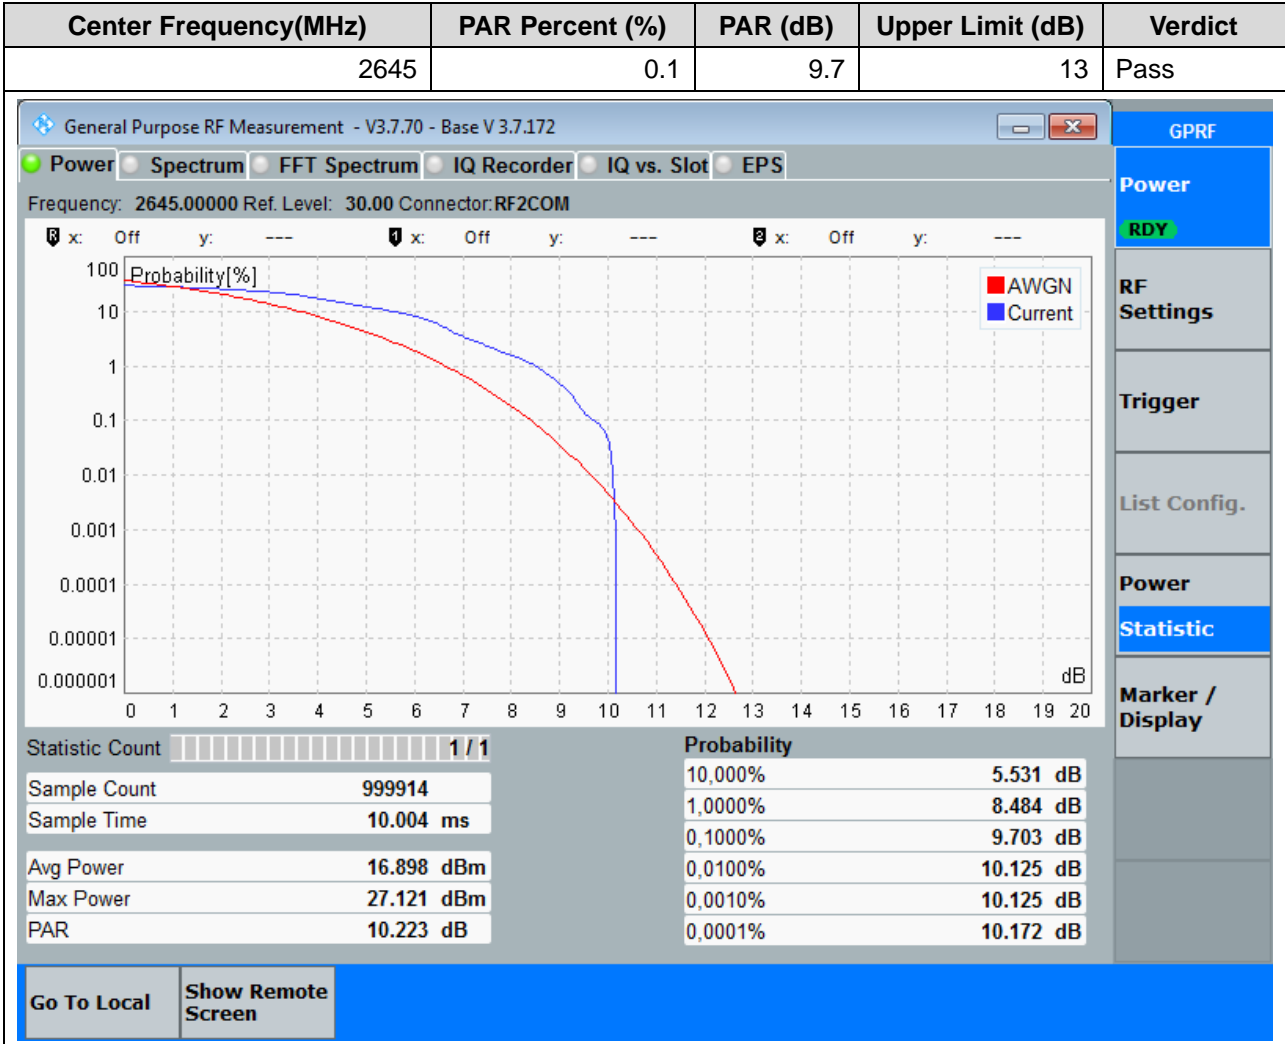 Center Frequency(MHz) PAR Percent (%) PAR (dB) Upper Limit (dB) Verdict
2645 0.1 9.7 13 Pass
General Purpose RF Measurement - V3.7.70 - Base V 3.7.172
GPRF
Power Spectrum FFT Spectrum IQ Recorder IQ vs. Slot EPS
Frequency: 2645.00000 Ref. Level: 30.00 Connector:RF2COM
R x: Off y: --- 1 x: Off y: --- 2 x: Off y: ---
Probability[%]
100
10
1
0.1
0.01
0.001
0.0001
0.00001
0.000001
AWGN
Current
dB
0 1 2 3 4 5 6 7 8 9 10 11 12 13 14 15 16 17 18 19 20
Statistic Count 1 / 1
Sample Count 999914
Sample Time 10.004 ms
Avg Power 16.898 dBm
Max Power 27.121 dBm
PAR 10.223 dB
Probability
10,000% 5.531 dB
1,0000% 8.484 dB
0,1000% 9.703 dB
0,0100% 10.125 dB
0,0010% 10.125 dB
0,0001% 10.172 dB
Power
RDY
RF
Settings
Trigger
List Config.
Power
Statistic
Marker /
Display
Go To Local
Show Remote
Screen